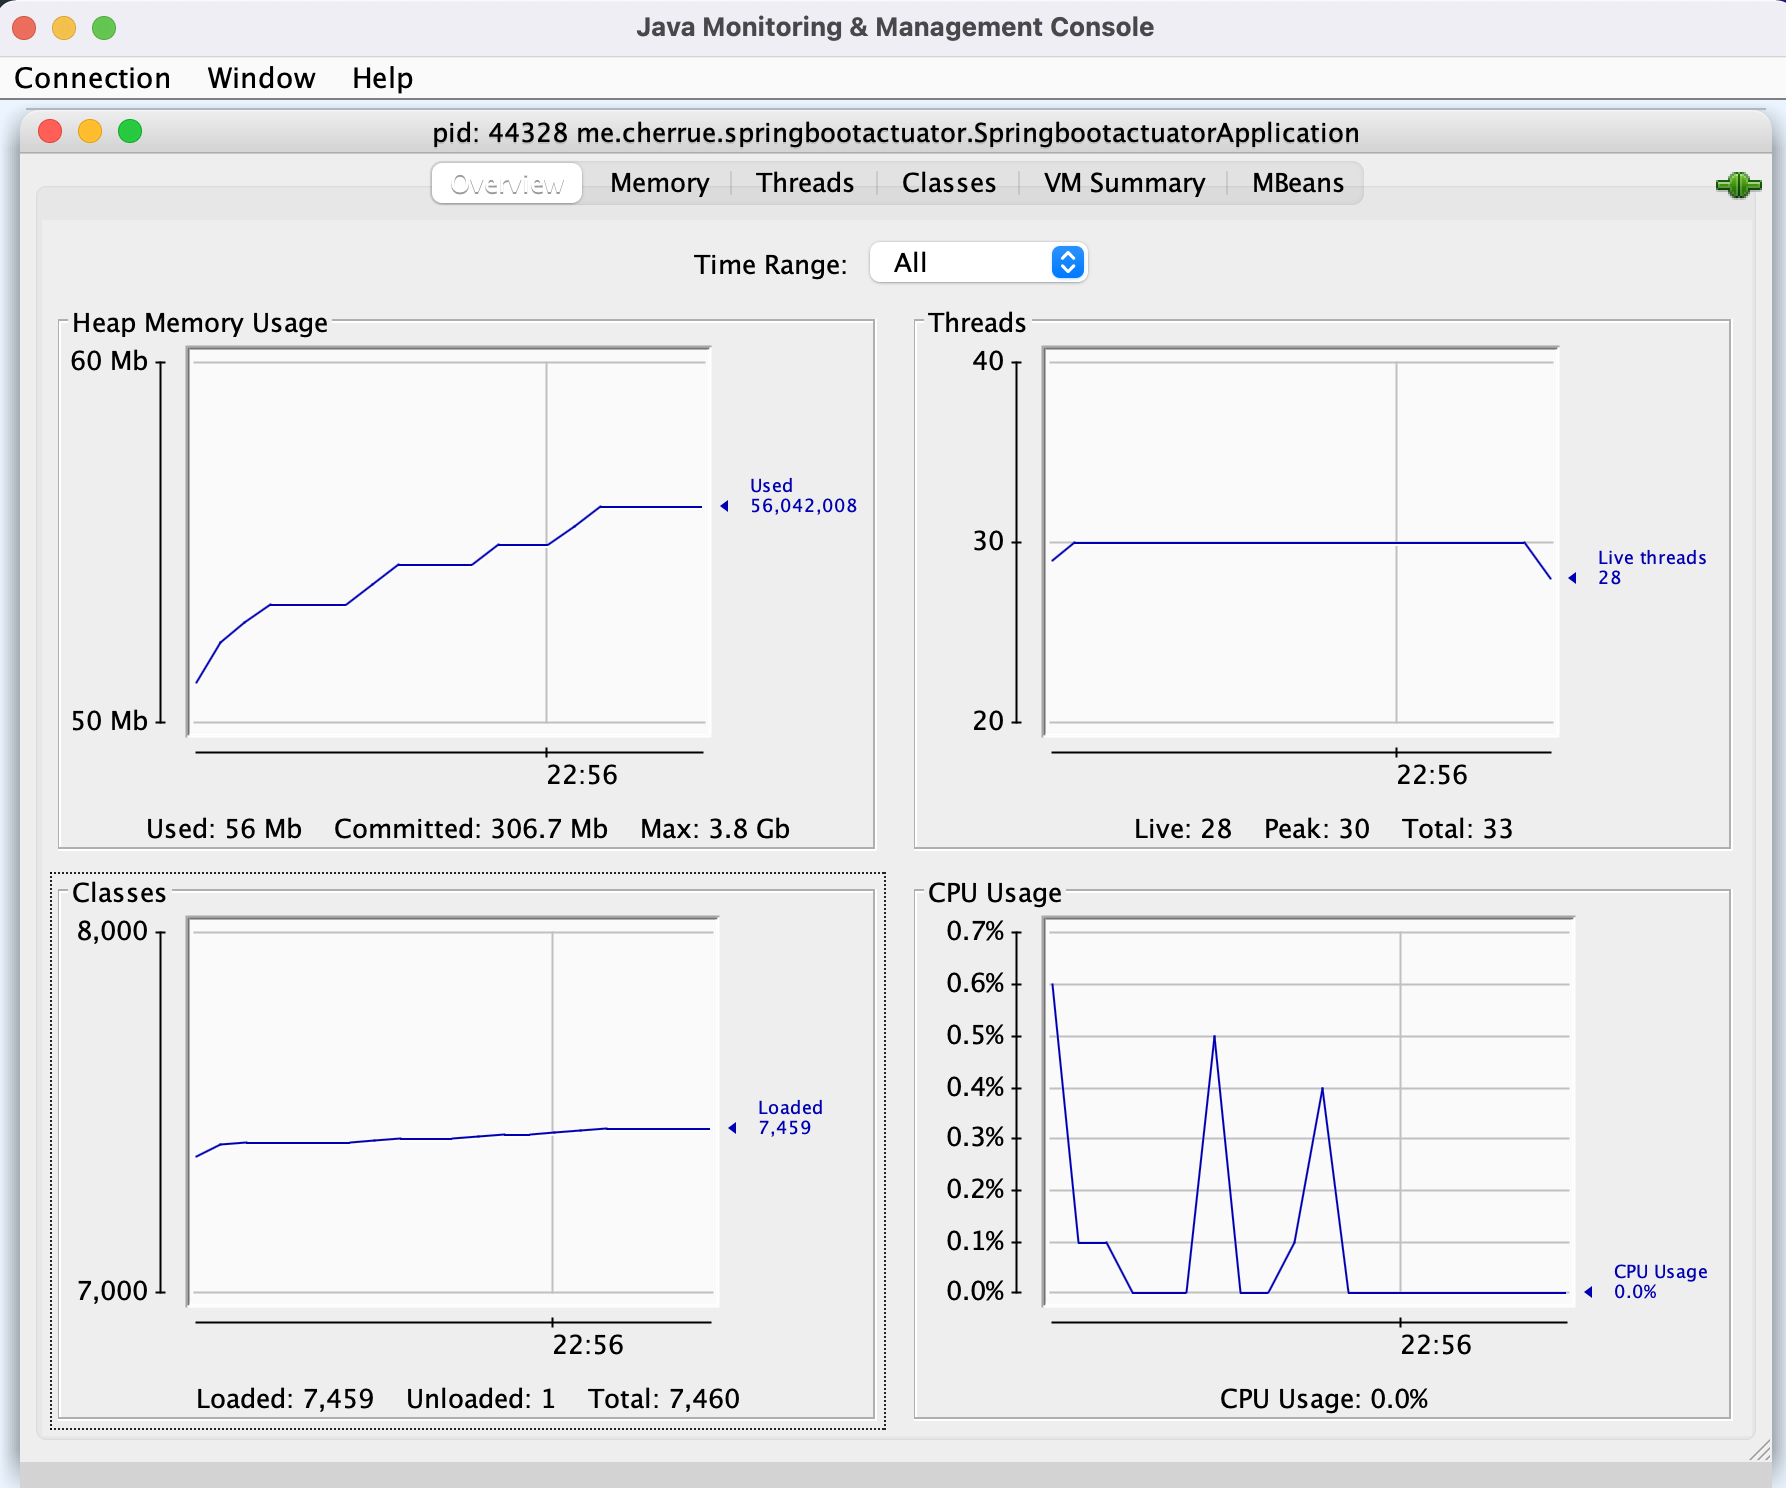 Java Monitoring & Management Console
Connection Window Help
pid: 44328 me.cherrue.springbootactuator.SpringbootactuatorApplication
Overview Memory Threads Classes VM Summary MBeans
Time Range: All
Heap Memory Usage
60 Mb
50 Mb
Used
56,042,008
22:56
Used: 56 Mb Committed: 306.7 Mb Max: 3.8 Gb
Threads
40
30
20
Live threads
28
22:56
Live: 28 Peak: 30 Total: 33
Classes
8,000
7,000
Loaded
7,459
22:56
Loaded: 7,459 Unloaded: 1 Total: 7,460
CPU Usage
0.7%
0.6%
0.5%
0.4%
0.3%
0.2%
0.1%
0.0%
CPU Usage
0.0%
22:56
CPU Usage: 0.0%